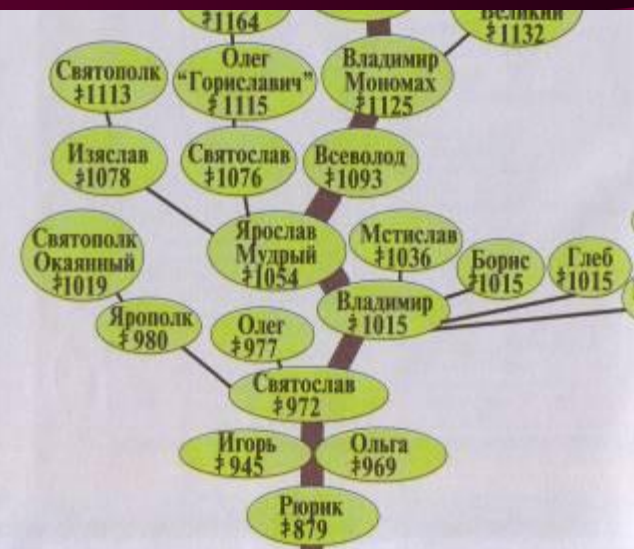 ‡1164
Великий
‡1132
Святополк
‡1113
Олег
“Гориславич”
‡1115
Владимир
Мономах
‡1125
Изяслав
‡1078
Святослав
‡1076
Всеволод
‡1093
Святополк
Окаянный
‡1019
Ярослав
Мудрый
‡1054
Мстислав
‡1036
Борис
‡1015
Глеб
‡1015
Ярополк
‡980
Олег
‡977
Владимир
‡1015
Святослав
‡972
Игорь
‡945
Ольга
‡969
Рюрик
‡879